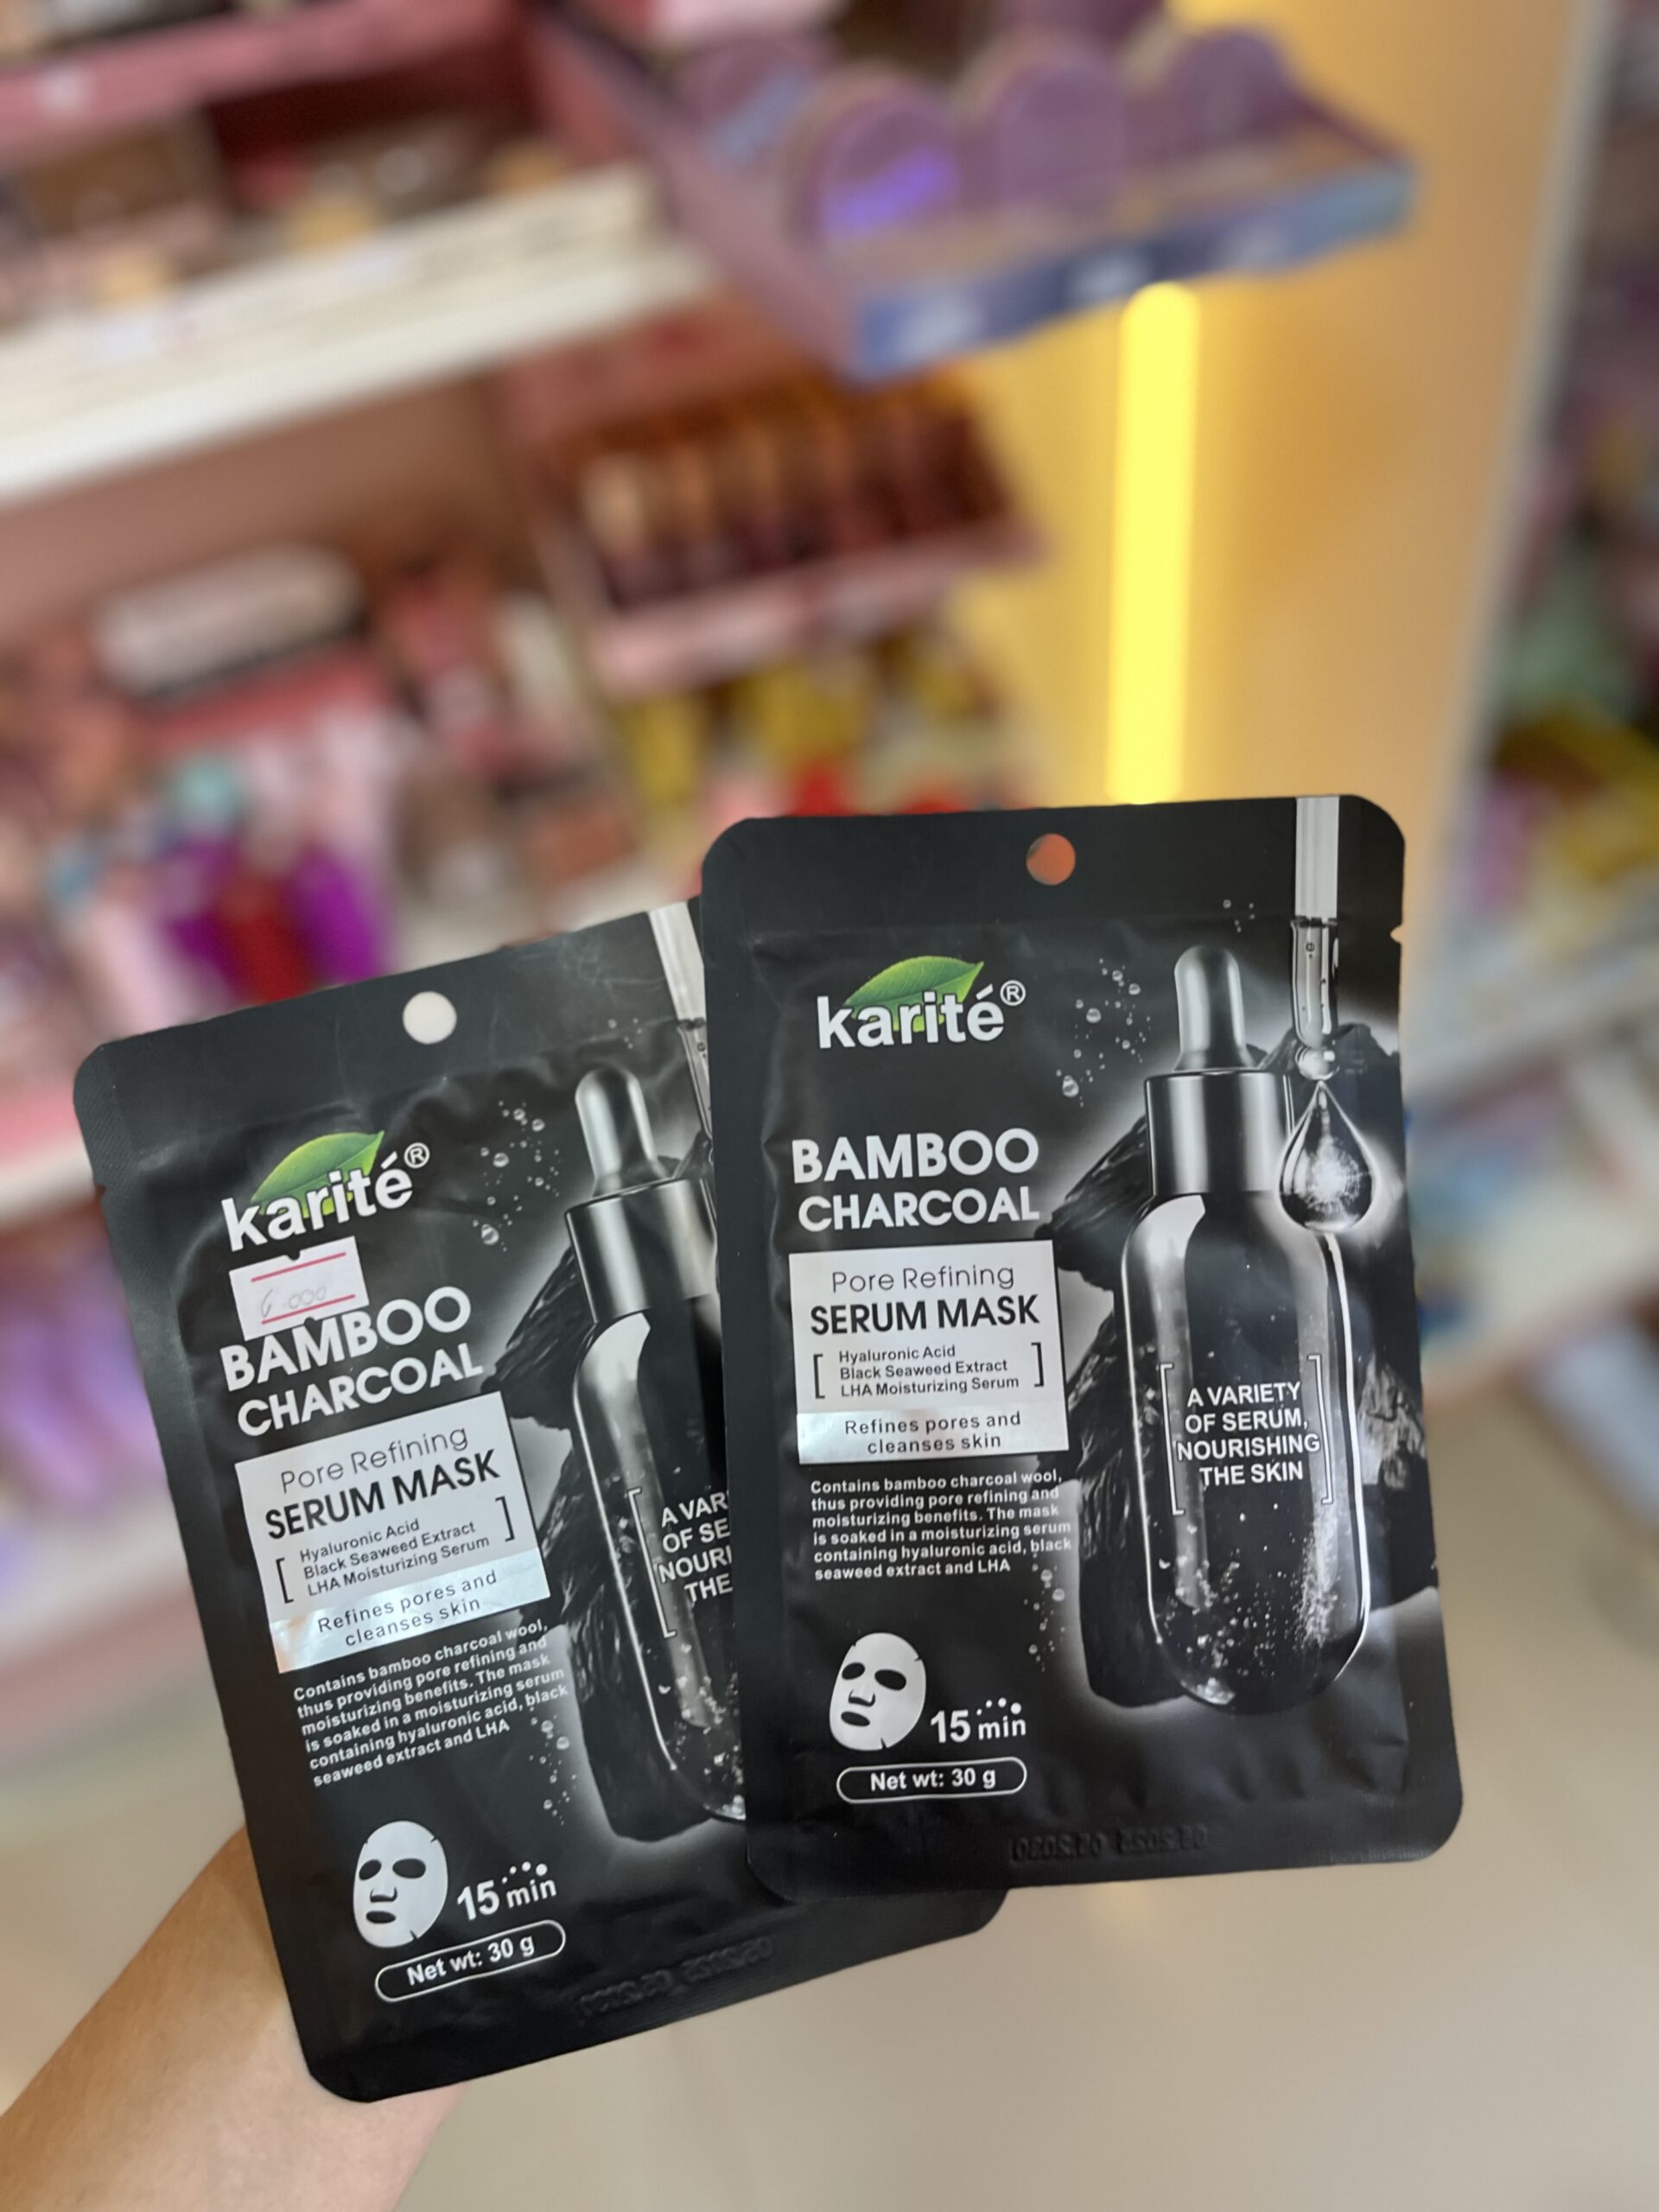 karité®
6.000
BAMBOO
CHARCOAL
Pore Refining
SERUM MASK
Hyaluronic Acid
Black Seaweed Extract
LHA Moisturizing Serum
Refines pores and
cleanses skin
Contains bamboo charcoal wool,
thus providing pore refining and
moisturizing benefits. The mask
is soaked in a moisturizing serum
containing hyaluronic acid, black
seaweed extract and LHA
15 min
Net wt: 30 g
karité®
BAMBOO
CHARCOAL
Pore Refining
SERUM MASK
Hyaluronic Acid
Black Seaweed Extract
LHA Moisturizing Serum
Refines pores and
cleanses skin
Contains bamboo charcoal wool,
thus providing pore refining and
moisturizing benefits. The mask
is soaked in a moisturizing serum
containing hyaluronic acid, black
seaweed extract and LHA
A VARIETY
OF SERUM,
NOURISHING
THE SKIN
15 min
Net wt: 30 g